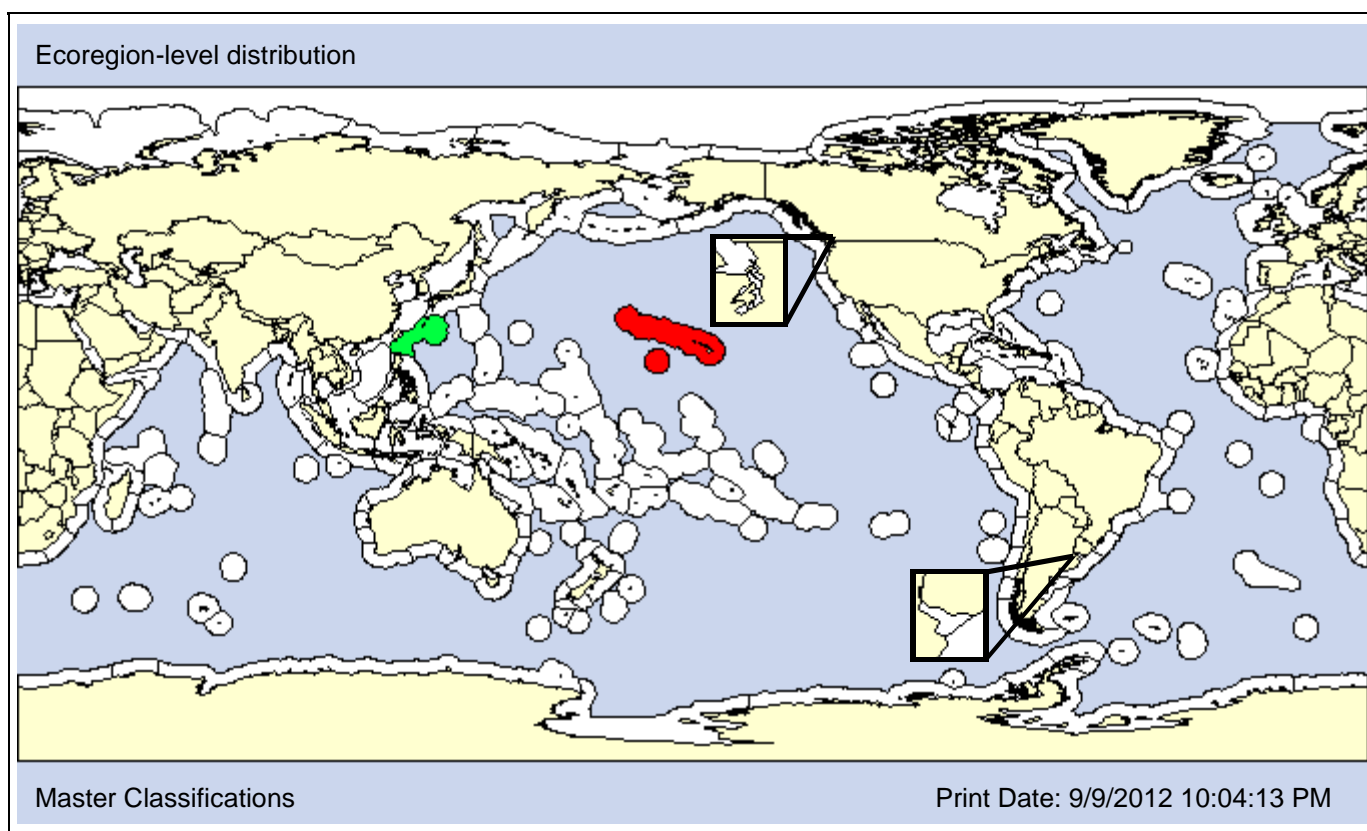 Ecoregion-level distribution
Master Classifications
Print Date: 9/9/2012 10:04:13 PM